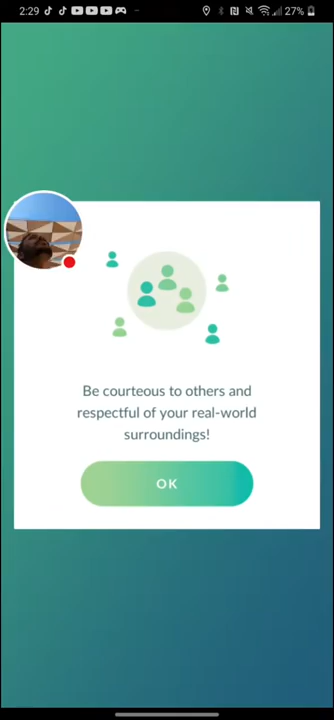 2:29
27%
Be courteous to others and
respectful of your real-world
surroundings!
OK